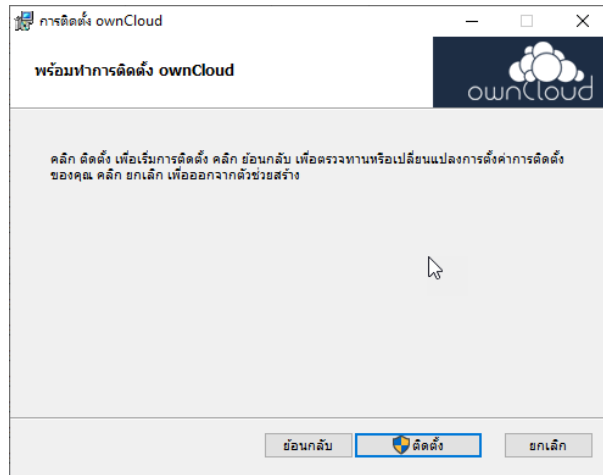 การติดตั้ง ownCloud
พร้อมทำการติดตั้ง ownCloud
ownCloud
คลิก ติดตั้ง เพื่อเริ่มการติดตั้ง คลิก ย้อนกลับ เพื่อตรวจทานหรือเปลี่ยนแปลงการตั้งค่าการติดตั้ง
ของคุณ คลิก ยกเลิก เพื่อออกจากตัวช่วยสร้าง
ย้อนกลับ ติดตั้ง ยกเลิก